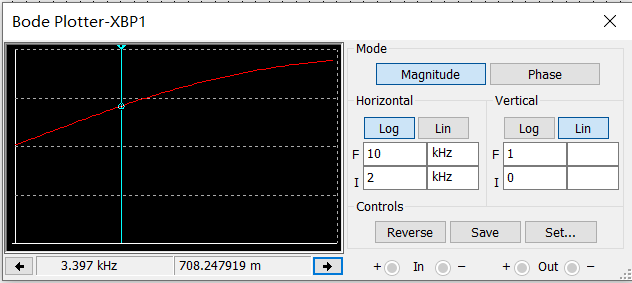 Bode Plotter-XBP1
Mode
Magnitude Phase
Horizontal Vertical
Log Lin Log Lin
F 10 kHz F 1
I 2 kHz I 0
Controls
Reverse Save Set...
3.397 kHz 708.247919 m
+ In − + Out −